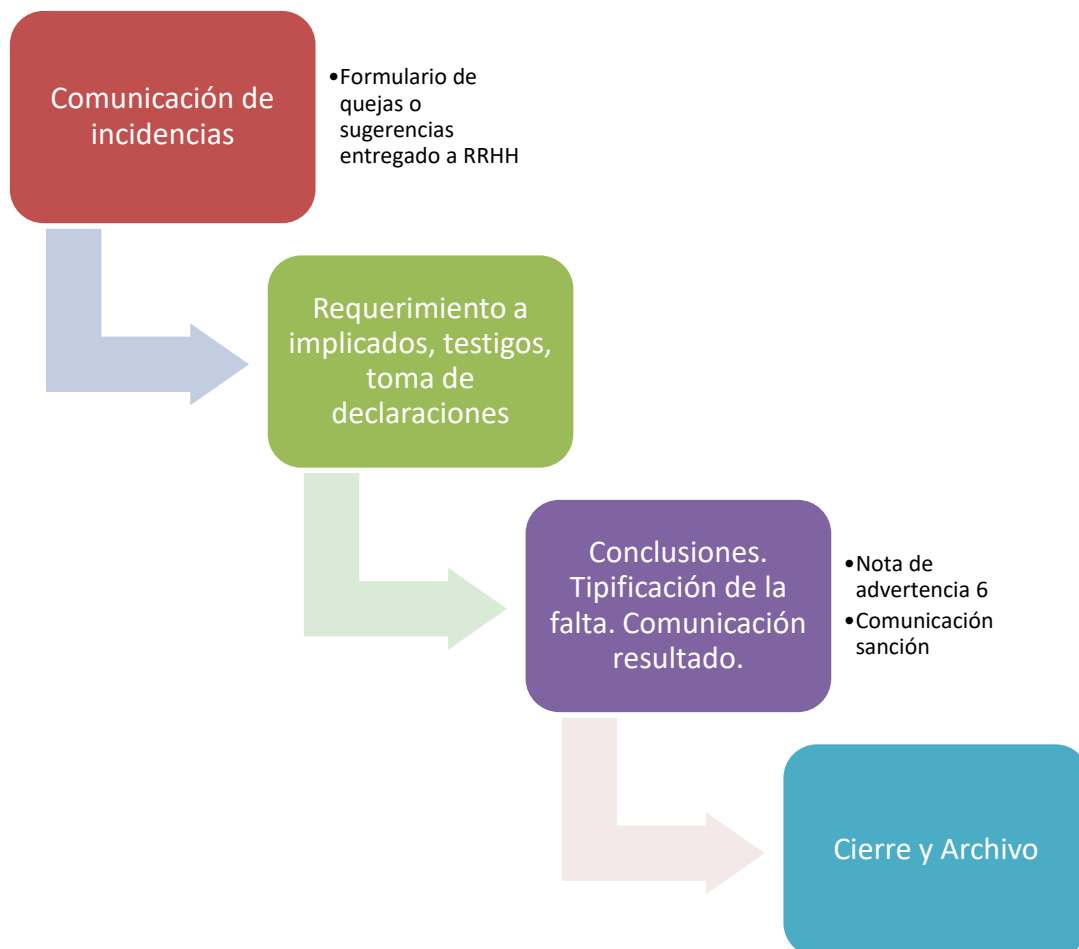 Comunicación de
incidencias
•Formulario de
quejas o
sugerencias
entregado a RRHH
Requerimiento a
implicados, testigos,
toma de
declaraciones
Conclusiones.
Tipificación de la
falta. Comunicación
resultado.
•Nota de
advertencia 6
•Comunicación
sanción
Cierre y Archivo